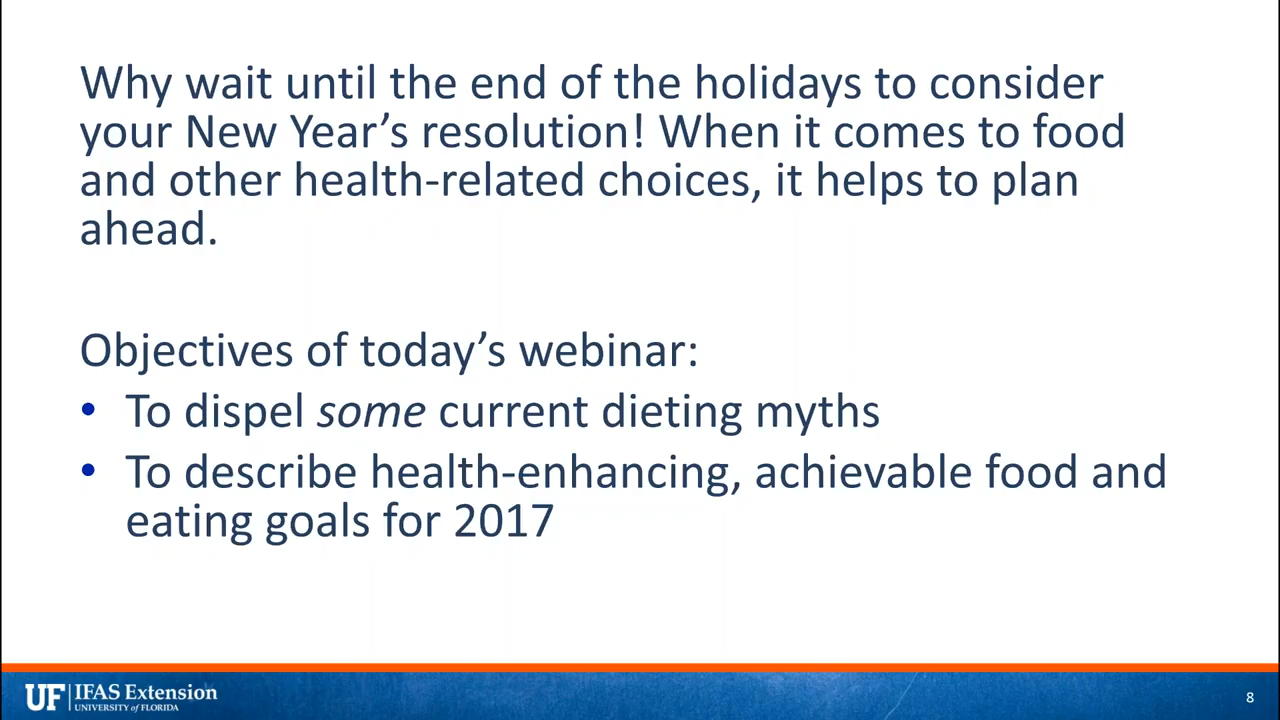 Why wait until the end of the holidays to consider
your New Year’s resolution! When it comes to food
and other health-related choices, it helps to plan
ahead.
Objectives of today’s webinar:
• To dispel some current dieting myths
• To describe health-enhancing, achievable food and
eating goals for 2017
UF IFAS Extension
UNIVERSITY of FLORIDA
8